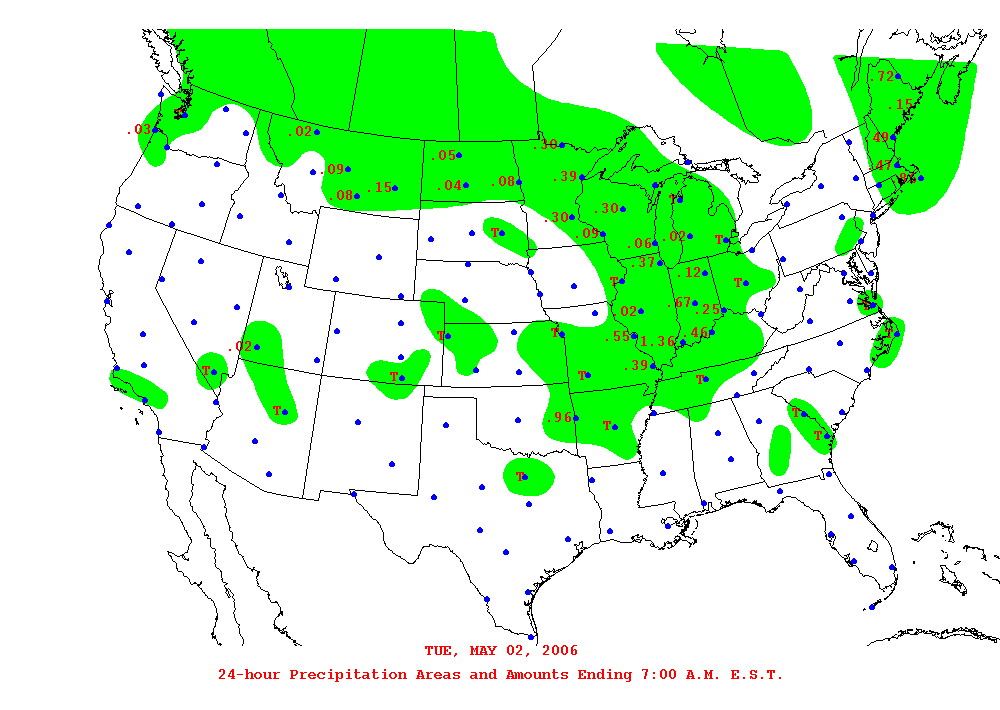 .72
.15
.03
.02
.49
.30
.05
.47
.09
.39
.04
.08
.15
.08
T
.30
.30
T
.09
.06
.02
T
.37
.12
T
T
.67
.25
.02
T
T
.55
1.36
.46
.02
.39
T
T
T
T
T
T
T
.96
T
T
T
TUE, MAY 02, 2006
24-hour Precipitation Areas and Amounts Ending 7:00 A.M. E.S.T.